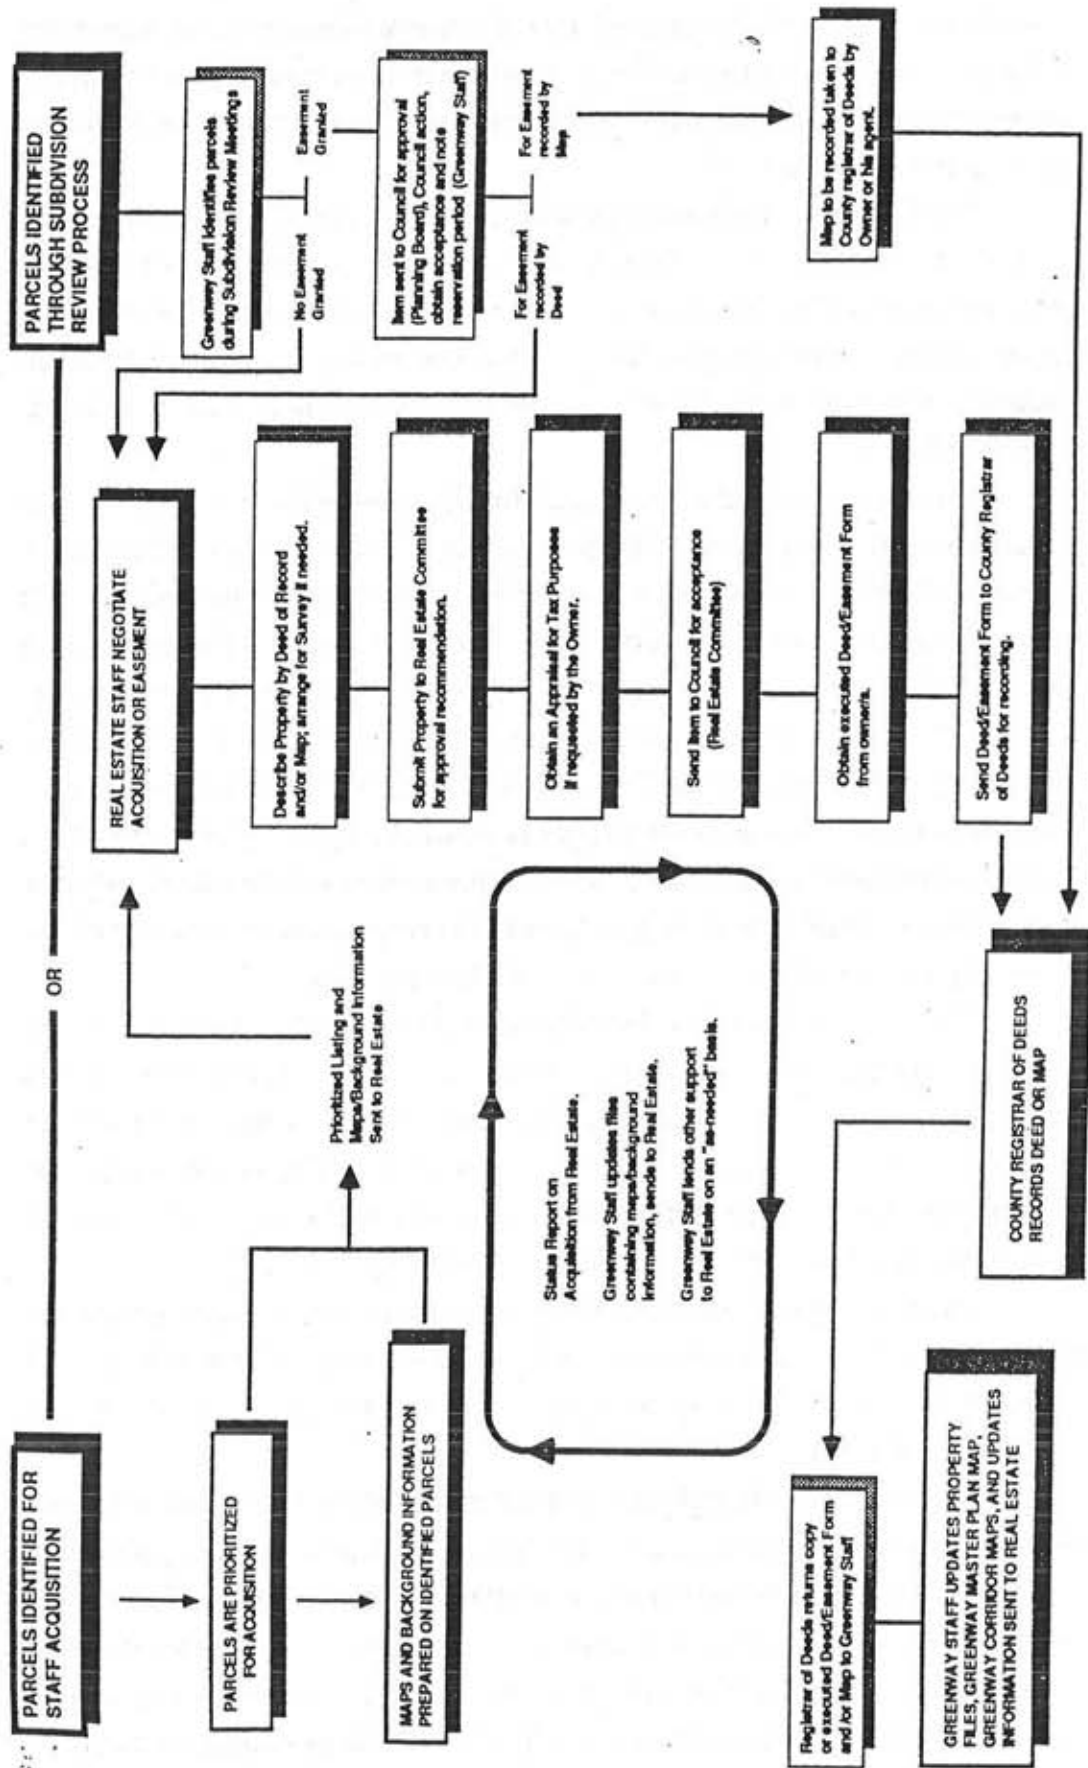 PARCELS IDENTIFIED FOR
STAFF ACQUISITION
OR
PARCELS IDENTIFIED
THROUGH SUBDIVISION
REVIEW PROCESS
PARCELS ARE PRIORITIZED
FOR ACQUISITION
MAPS AND BACKGROUND INFORMATION
PREPARED ON IDENTIFIED PARCELS
Prioritized Listing and
Maps/Background Information
Sent to Real Estate
Greenway Staff Identifies parcels
during Subdivision Review Meetings
No Easement
Granted
Easement
Granted
Item sent to Council for approval
(Planning Board), Council action,
obtain acceptance and note
reservation period (Greenway Staff)
For Easement
recorded by
Deed
For Easement
recorded by
Map
Map to be recorded taken to
County registrar of Deeds by
Owner or his agent.
REAL ESTATE STAFF NEGOTIATE
ACQUISITION OR EASEMENT
Describe Property by Deed of Record
and/or Map; arrange for Survey if needed.
Submit Property to Real Estate Committee
for approval recommendation.
Obtain an Appraisal for Tax Purposes
if requested by the Owner.
Send item to Council for acceptance
(Real Estate Committee)
Obtain executed Deed/Easement Form
from owner/s.
Send Deed/Easement Form to County Registrar
of Deeds for recording.
Status Report on
Acquisition from Real Estate.
Greenway Staff updates files
containing maps/background
information, sends to Real Estate.
Greenway Staff lends other support
to Real Estate on an "as-needed" basis.
COUNTY REGISTRAR OF DEEDS
RECORDS DEED OR MAP
Registrar of Deeds returns copy
or executed Deed/Easement Form
and /or Map to Greenway Staff
GREENWAY STAFF UPDATES PROPERTY
FILES, GREENWAY MASTER PLAN MAP,
GREENWAY CORRIDOR MAPS, AND UPDATES
INFORMATION SENT TO REAL ESTATE